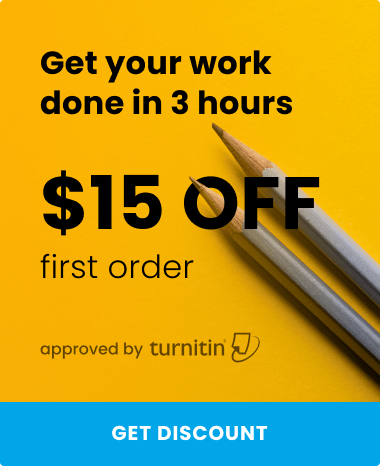 Get your work
done in 3 hours
$15 OFF
first order
approved by turnitin
GET DISCOUNT